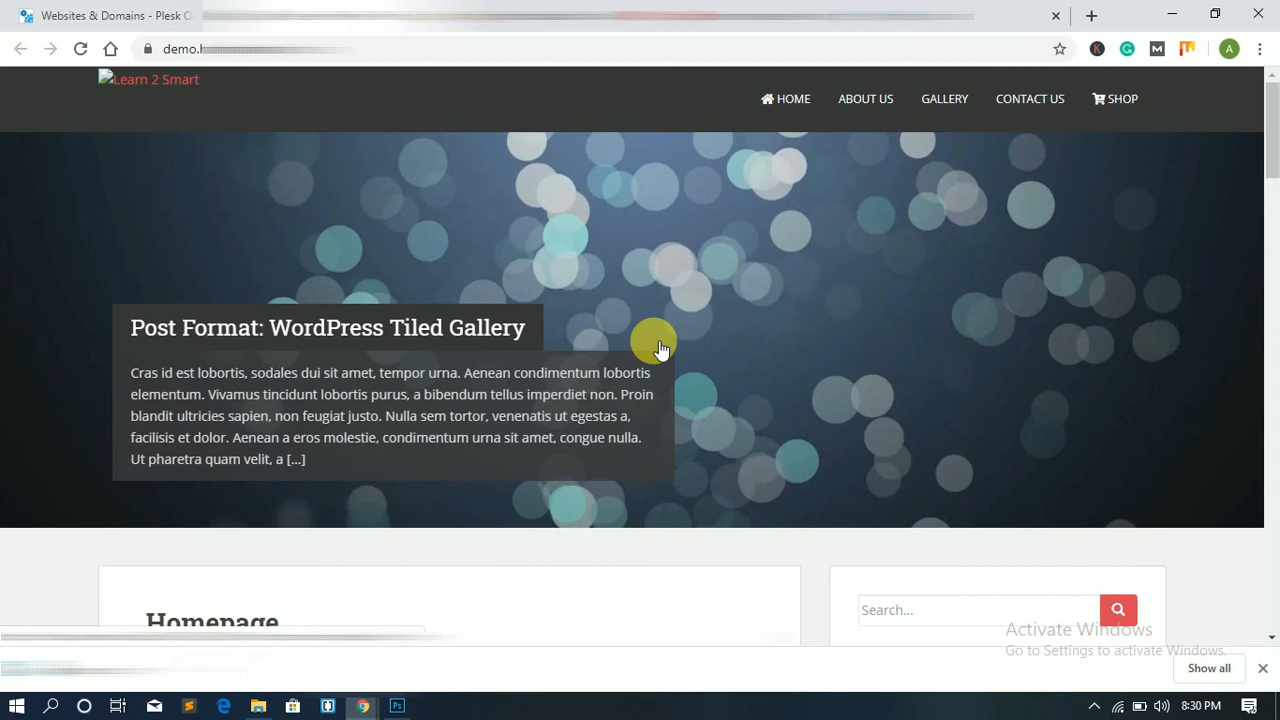 Websites & Domains - Plesk O
demo.
A
Learn 2 Smart
HOME
ABOUT US
GALLERY
CONTACT US
SHOP
Post Format: WordPress Tiled Gallery
Cras id est lobortis, sodales dui sit amet, tempor urna. Aenean condimentum lobortis
elementum. Vivamus tincidunt lobortis purus, a bibendum tellus imperdiet non. Proin
blandit ultricies sapien, non feugiat justo. Nulla sem tortor, venenatis ut egestas a,
facilisis et dolor. Aenean a eros molestie, condimentum urna sit amet, congue nulla.
Ut pharetra quam velit, a [...]
Homepage
Search...
Activate Windows
Go to Settings to activate Windows.
Show all
Ps
8:30 PM